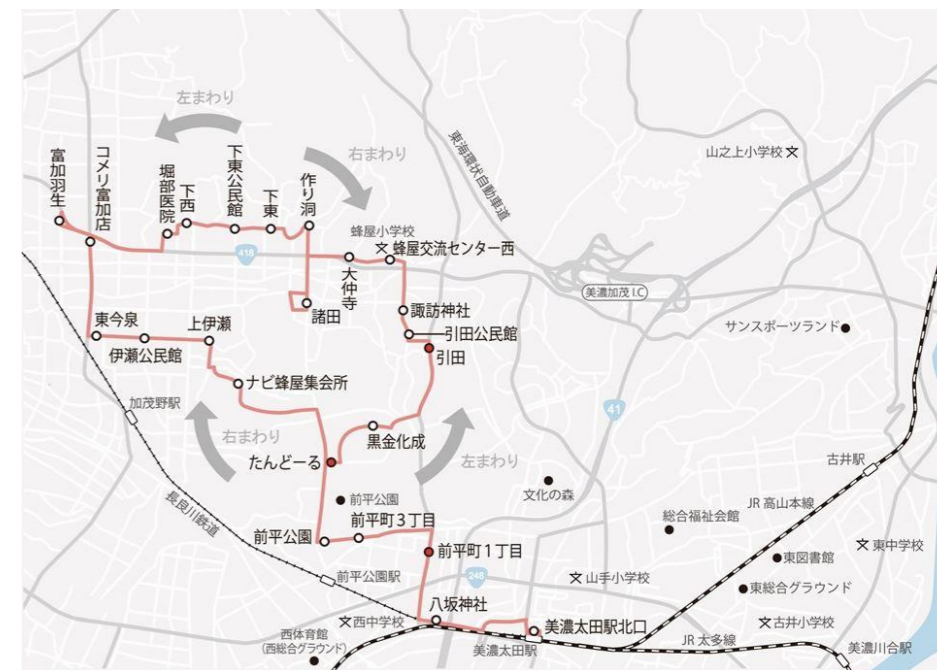 左まわり
右まわり
東海環状自動車道
山之上小学校
富加羽生
コメリ富加店
堀部医院
下西
下東公民館
下東
作り洞
蜂屋小学校
蜂屋交流センター西
418
大仲寺
諸田
諏訪神社
引田公民館
引田
美濃加茂I.C
サンスポーツランド
東今泉
伊瀬公民館
上伊瀬
ナビ蜂屋集会所
加茂野駅
41
右まわり
黒金化成
左まわり
たんどーる
古井駅
長良川鉄道
前平公園
文化の森
JR高山本線
総合福祉会館
前平公園
前平町3丁目
前平町1丁目
東図書館
東中学校
前平公園駅
248
山手小学校
東総合グラウンド
八坂神社
西中学校
美濃太田駅北口
古井小学校
西体育館
(西総合グラウンド)
美濃太田駅
JR太多線
美濃川合駅